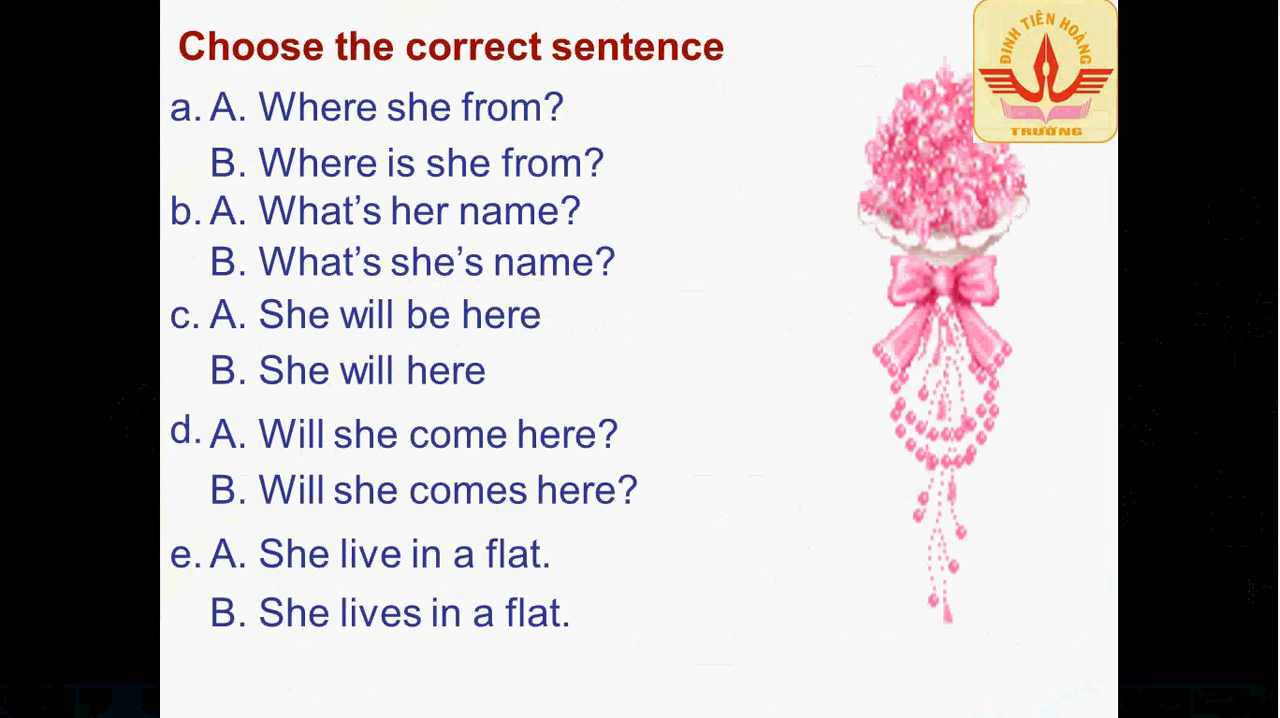 Choose the correct sentence
a. A. Where she from?
B. Where is she from?
b. A. What’s her name?
B. What’s she’s name?
c. A. She will be here
B. She will here
d. A. Will she come here?
B. Will she comes here?
e. A. She live in a flat.
B. She lives in a flat.
ĐINH TIÊN HOÀNG
TRƯỜNG